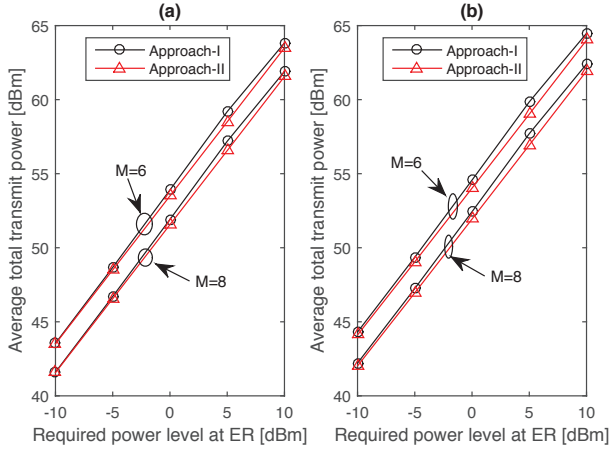 (a)
Average total transmit power [dBm]
65
60
55
50
45
40
Approach-I
Approach-II
M=6
M=8
-10
-5
0
5
10
Required power level at ER [dBm]
(b)
Average total transmit power [dBm]
65
60
55
50
45
40
Approach-I
Approach-II
M=6
M=8
-10
-5
0
5
10
Required power level at ER [dBm]